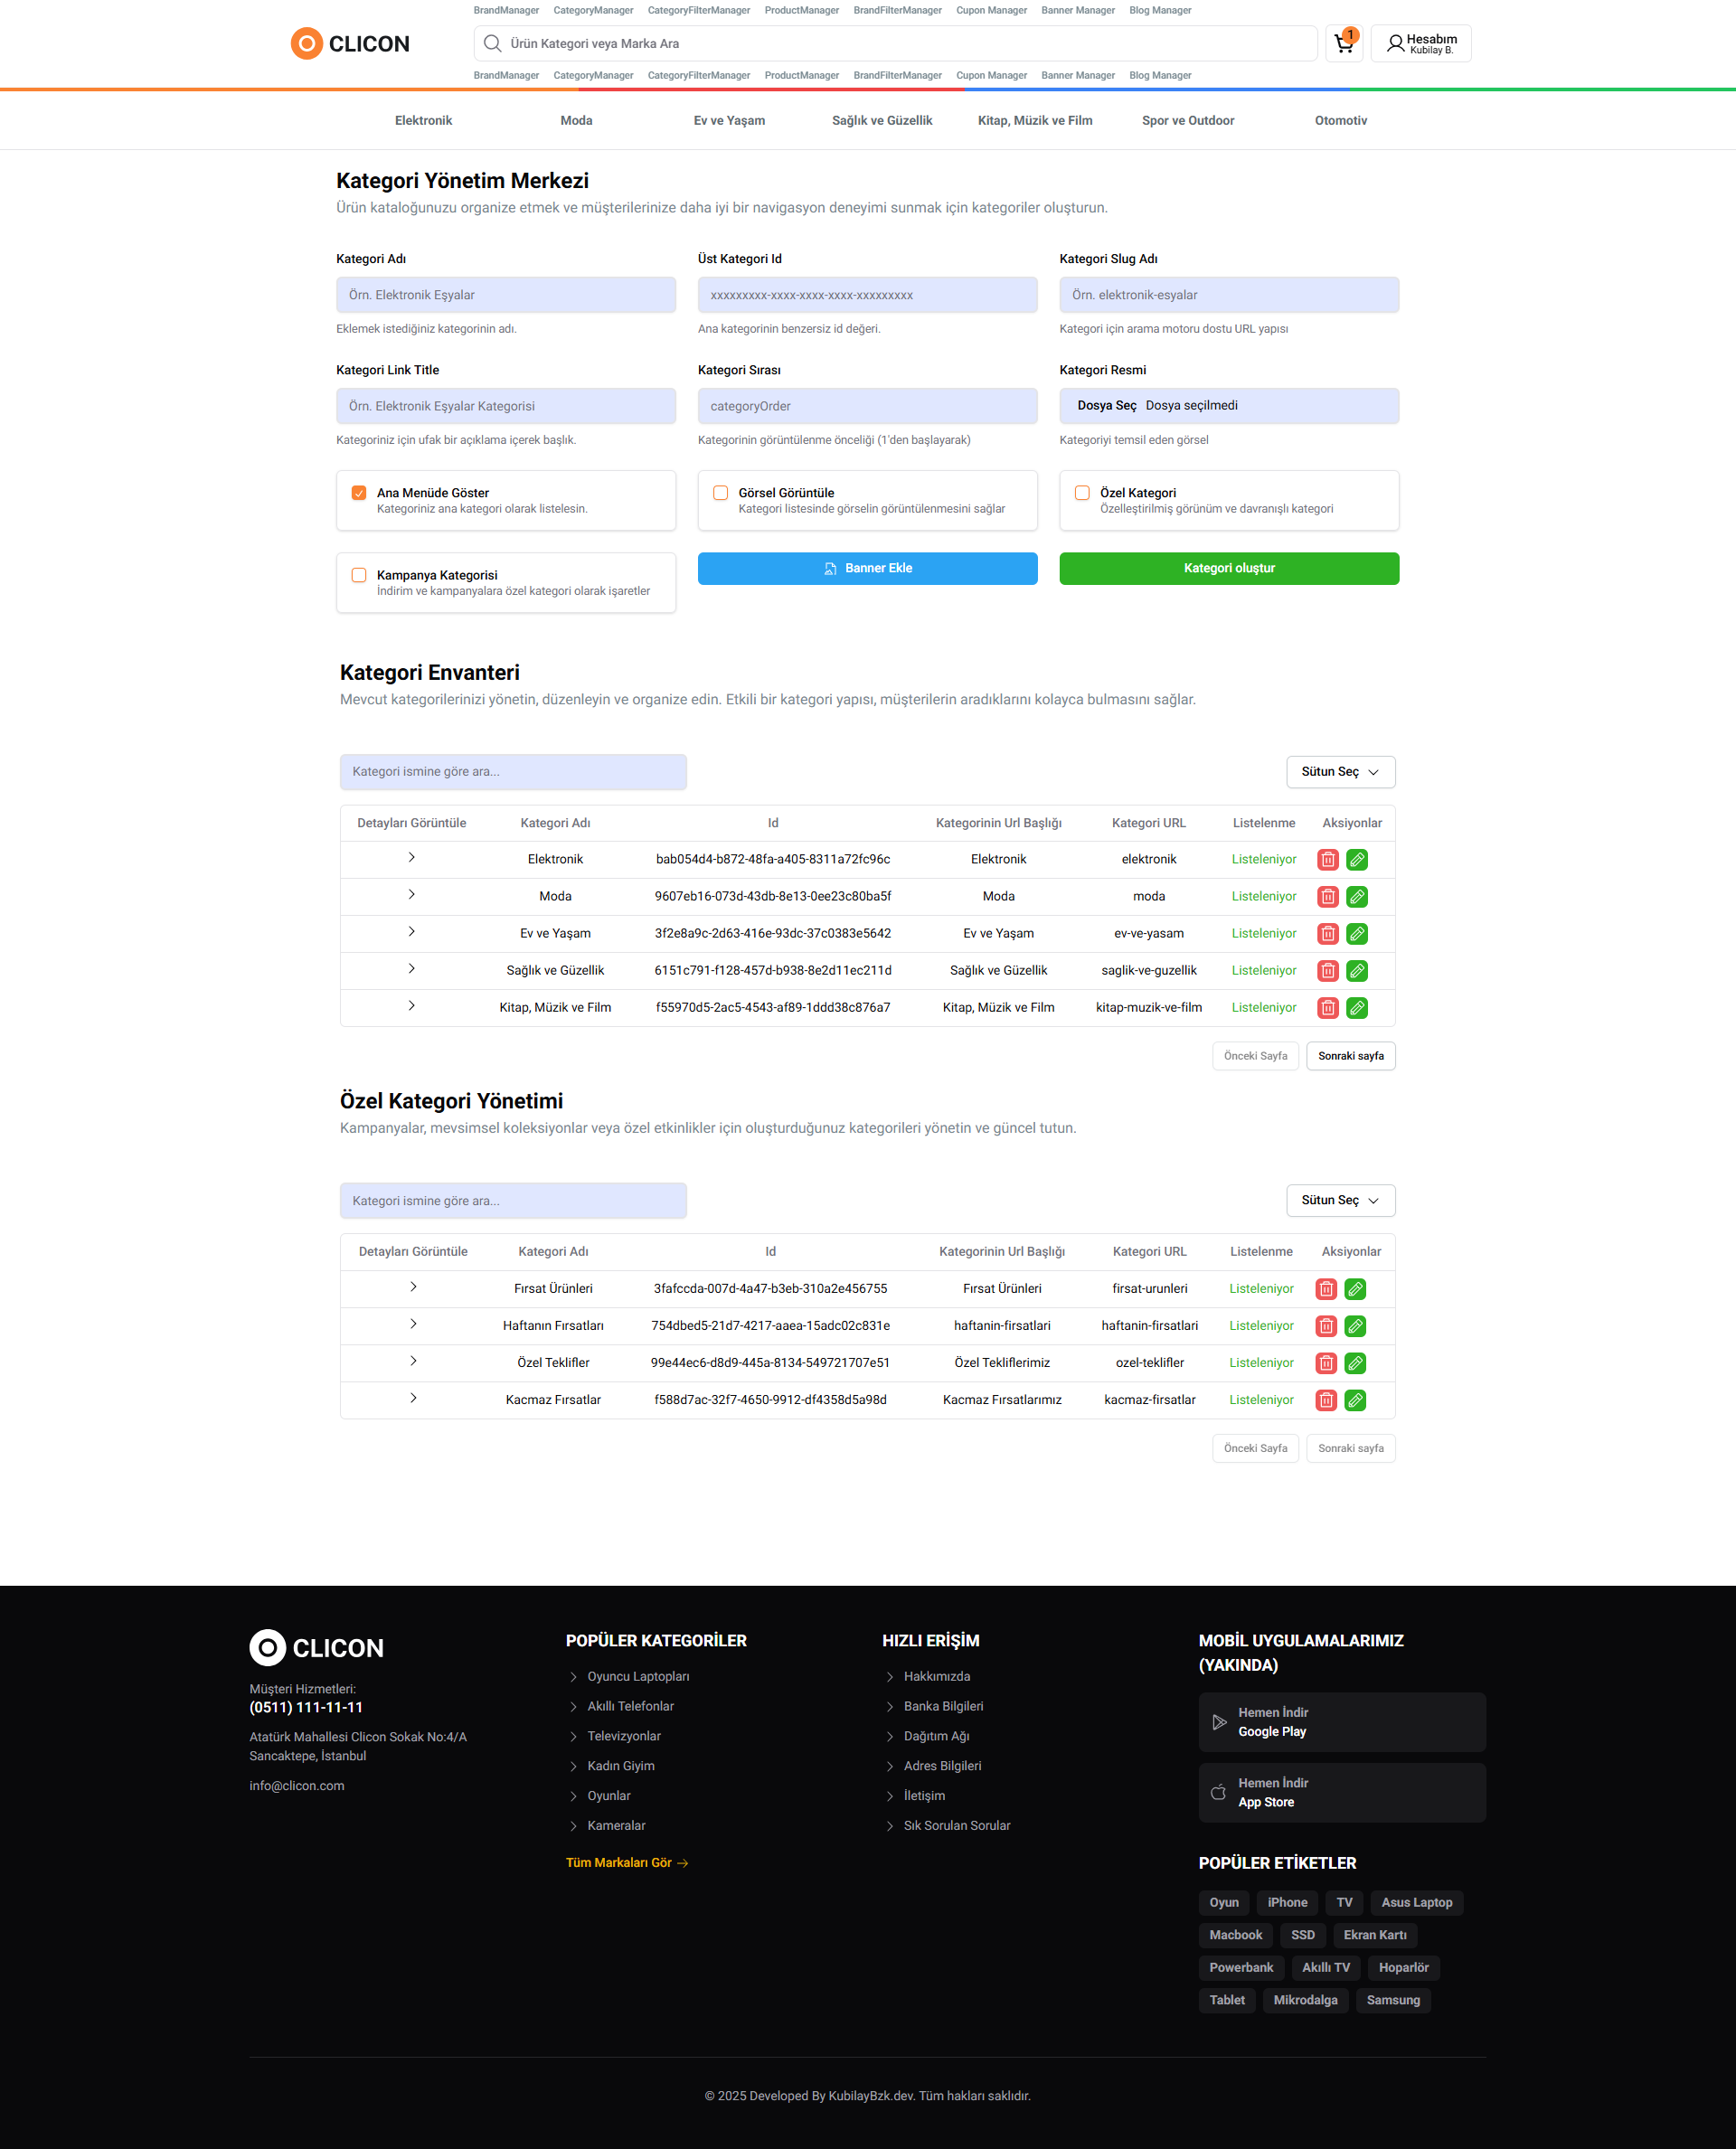 BrandManager CategoryManager CategoryFilterManager ProductManager BrandFilterManager Cupon Manager Banner Manager Blog Manager
CLICON
Ürün Kategori veya Marka Ara
1
Hesabım
Kubilay B.
BrandManager CategoryManager CategoryFilterManager ProductManager BrandFilterManager Cupon Manager Banner Manager Blog Manager
Elektronik Moda Ev ve Yaşam Sağlık ve Güzellik Kitap, Müzik ve Film Spor ve Outdoor Otomotiv
Kategori Yönetim Merkezi
Ürün kataloğunuzu organize etmek ve müşterilerinize daha iyi bir navigasyon deneyimi sunmak için kategoriler oluşturun.
Kategori Adı Üst Kategori Id Kategori Slug Adı
Örn. Elektronik Eşyalar xxxxxxxxx-xxxx-xxxx-xxxx-xxxxxxxxx Örn. elektronik-esyalar
Eklemek istediğiniz kategorinin adı. Ana kategorinin benzersiz id değeri. Kategori için arama motoru dostu URL yapısı
Kategori Link Title Kategori Sırası Kategori Resmi
Örn. Elektronik Eşyalar Kategorisi categoryOrder Dosya Seç Dosya seçilmedi
Kategoriniz için ufak bir açıklama içerek başlık. Kategorinin görüntülenme önceliği (1'den başlayarak) Kategoriyi temsil eden görsel
Ana Menüde Göster Görsel Görüntüle Özel Kategori
Kategoriniz ana kategori olarak listelesin. Kategori listesinde görselin görüntülenmesini sağlar Özelleştirilmiş görünüm ve davranışlı kategori
Kampanya Kategorisi Banner Ekle Kategori oluştur
İndirim ve kampanyalara özel kategori olarak işaretler
Kategori Envanteri
Mevcut kategorilerinizi yönetin, düzenleyin ve organize edin. Etkili bir kategori yapısı, müşterilerin aradıklarını kolayca bulmasını sağlar.
Kategori ismine göre ara... Sütun Seç
Detayları Görüntüle Kategori Adı Id Kategorinin Url Başlığı Kategori URL Listelenme Aksiyonlar
Elektronik bab054d4-b872-48fa-a405-8311a72fc96c Elektronik elektronik Listeleniyor
Moda 9607eb16-073d-43db-8e13-0ee23c80ba5f Moda moda Listeleniyor
Ev ve Yaşam 3f2e8a9c-2d63-416e-93dc-37c0383e5642 Ev ve Yaşam ev-ve-yasam Listeleniyor
Sağlık ve Güzellik 6151c791-f128-457d-b938-8e2d11ec211d Sağlık ve Güzellik saglik-ve-guzellik Listeleniyor
Kitap, Müzik ve Film f55970d5-2ac5-4543-af89-1ddd38c876a7 Kitap, Müzik ve Film kitap-muzik-ve-film Listeleniyor
Önceki Sayfa Sonraki sayfa
Özel Kategori Yönetimi
Kampanyalar, mevsimsel koleksiyonlar veya özel etkinlikler için oluşturduğunuz kategorileri yönetin ve güncel tutun.
Kategori ismine göre ara... Sütun Seç
Detayları Görüntüle Kategori Adı Id Kategorinin Url Başlığı Kategori URL Listelenme Aksiyonlar
Fırsat Ürünleri 3fafccda-007d-4a47-b3eb-310a2e456755 Fırsat Ürünleri firsat-urunleri Listeleniyor
Haftanın Fırsatları 754dbed5-21d7-4217-aaea-15adc02c831e haftanin-firsatlari haftanin-firsatlari Listeleniyor
Özel Teklifler 99e44ec6-d8d9-445a-8134-549721707e51 Özel Tekliflerimiz ozel-teklifler Listeleniyor
Kacmaz Fırsatlar f588d7ac-32f7-4650-9912-df4358d5a98d Kacmaz Fırsatlarımız kacmaz-firsatlar Listeleniyor
Önceki Sayfa Sonraki sayfa
CLICON
Müşteri Hizmetleri:
(0511) 111-11-11
Atatürk Mahallesi Clicon Sokak No:4/A
Sancaktepe, İstanbul
info@clicon.com
POPÜLER KATEGORİLER
Oyuncu Laptopları
Akıllı Telefonlar
Televizyonlar
Kadın Giyim
Oyunlar
Kameralar
Tüm Markaları Gör
HIZLI ERİŞİM
Hakkımızda
Banka Bilgileri
Dağıtım Ağı
Adres Bilgileri
İletişim
Sık Sorulan Sorular
MOBİL UYGULAMALARIMIZ
(YAKINDA)
Hemen İndir
Google Play
Hemen İndir
App Store
POPÜLER ETİKETLER
Oyun iPhone TV Asus Laptop
Macbook SSD Ekran Kartı
Powerbank Akıllı TV Hoparlör
Tablet Mikrodalga Samsung
© 2025 Developed By KubilayBzk.dev. Tüm hakları saklıdır.